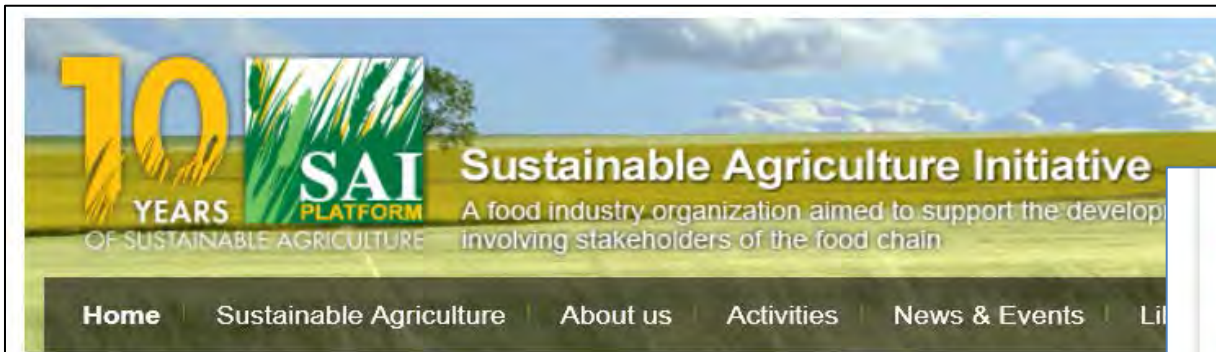 10
YEARS
OF SUSTAINABLE AGRICULTURE
SAI
PLATFORM
Sustainable Agriculture Initiative
A food industry organization aimed to support the
involving stakeholders of the food chain
Home Sustainable Agriculture About us Activities News & Events